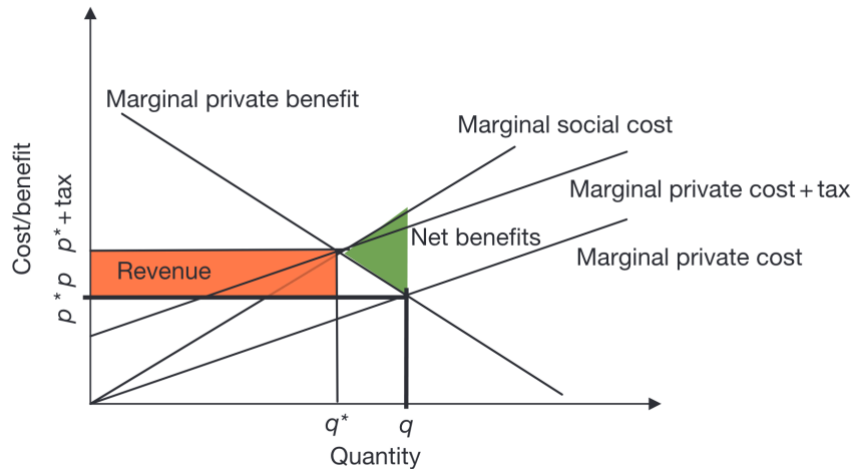 Marginal private benefit
Marginal social cost
Marginal private cost + tax
Net benefits
Marginal private cost
Revenue
Cost/benefit
p* p p* + tax
q*
q
Quantity